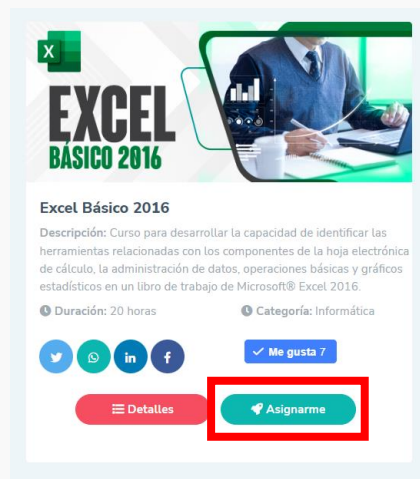 X
EXCEL
BÁSICO 2016
Excel Básico 2016
Descripción: Curso para desarrollar la capacidad de identificar las
herramientas relacionadas con los componentes de la hoja electrónica
de cálculo, la administración de datos, operaciones básicas y gráficos
estadísticos en un libro de trabajo de Microsoft® Excel 2016.
Duración: 20 horas Categoría: Informática
in f Me gusta 7
Detalles Asignarme